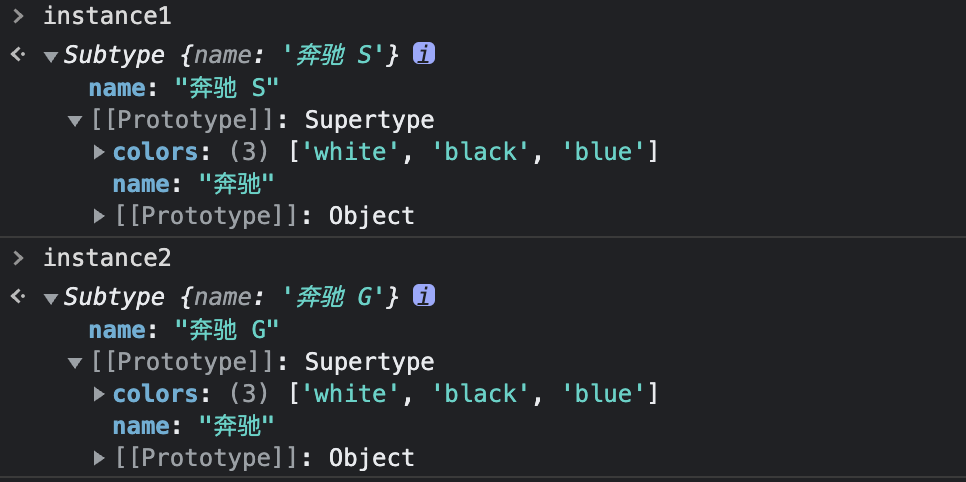 > instance1
<· ▼Subtype {name: '奔驰 S'} i
name: "奔驰 S"
▼[[Prototype]]: Supertype
▶colors: (3) ['white', 'black', 'blue']
name: "奔驰"
▶[[Prototype]]: Object
> instance2
<· ▼Subtype {name: '奔驰 G'} i
name: "奔驰 G"
▼[[Prototype]]: Supertype
▶colors: (3) ['white', 'black', 'blue']
name: "奔驰"
▶[[Prototype]]: Object